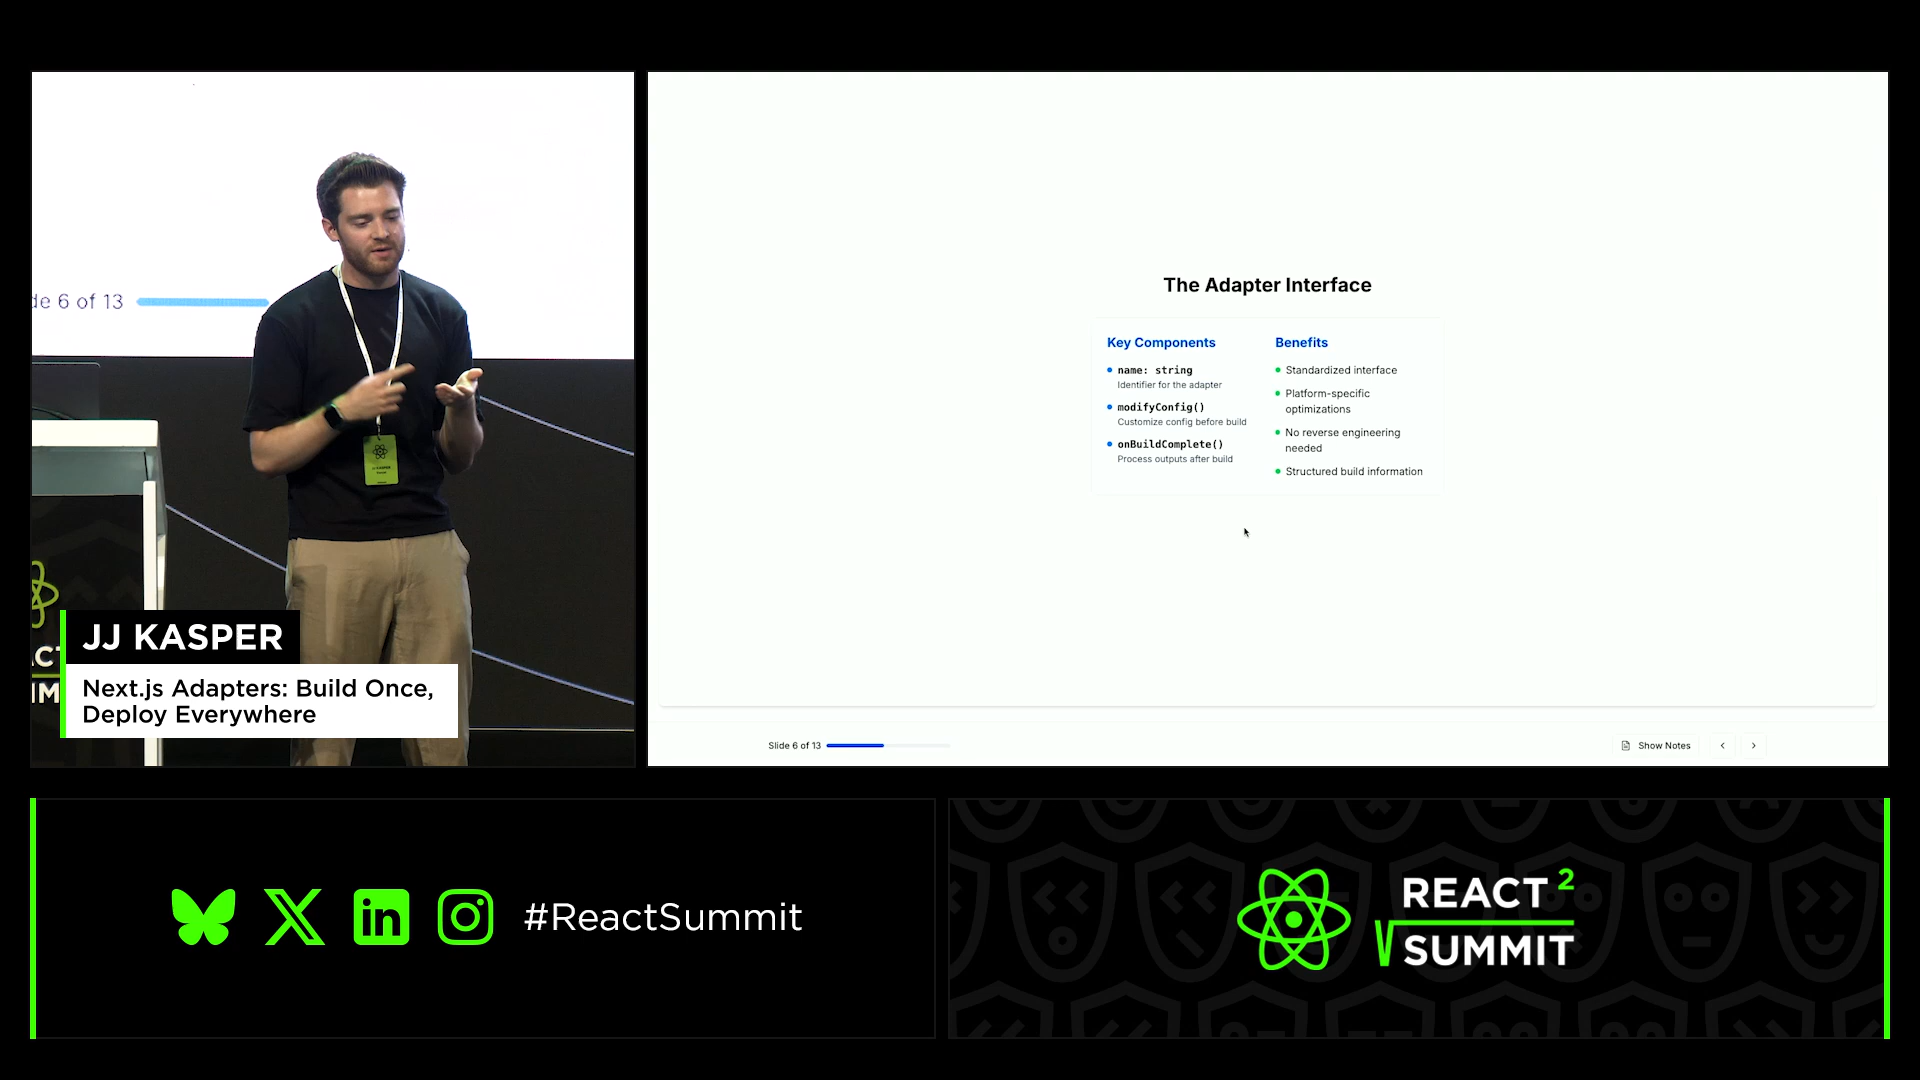 de 6 of 13
JJ KASPER
Next.js Adapters: Build Once,
Deploy Everywhere
The Adapter Interface
Key Components
name: string
Identifier for the adapter
modifyConfig()
Customize config before build
onBuildComplete()
Process outputs after build
Benefits
Standardized interface
Platform-specific
optimizations
No reverse engineering
needed
Structured build information
Slide 6 of 13
Show Notes
#ReactSummit
REACT 2
SUMMIT